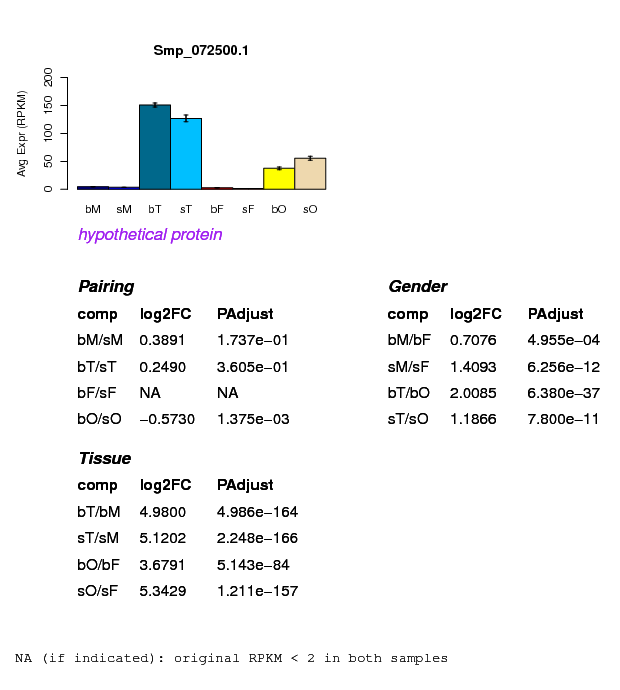 Smp_072500.1
Avg Expr (RPKM)
200
150
100
50
0
bM sM bT sT bF sF bO sO
hypothetical protein
Pairing
comp log2FC PAdjust
bM/sM 0.3891 1.737e−01
bT/sT 0.2490 3.605e−01
bF/sF NA NA
bO/sO −0.5730 1.375e−03
Gender
comp log2FC PAdjust
bM/bF 0.7076 4.955e−04
sM/sF 1.4093 6.256e−12
bT/bO 2.0085 6.380e−37
sT/sO 1.1866 7.800e−11
Tissue
comp log2FC PAdjust
bT/bM 4.9800 4.986e−164
sT/sM 5.1202 2.248e−166
bO/bF 3.6791 5.143e−84
sO/sF 5.3429 1.211e−157
NA (if indicated): original RPKM < 2 in both samples